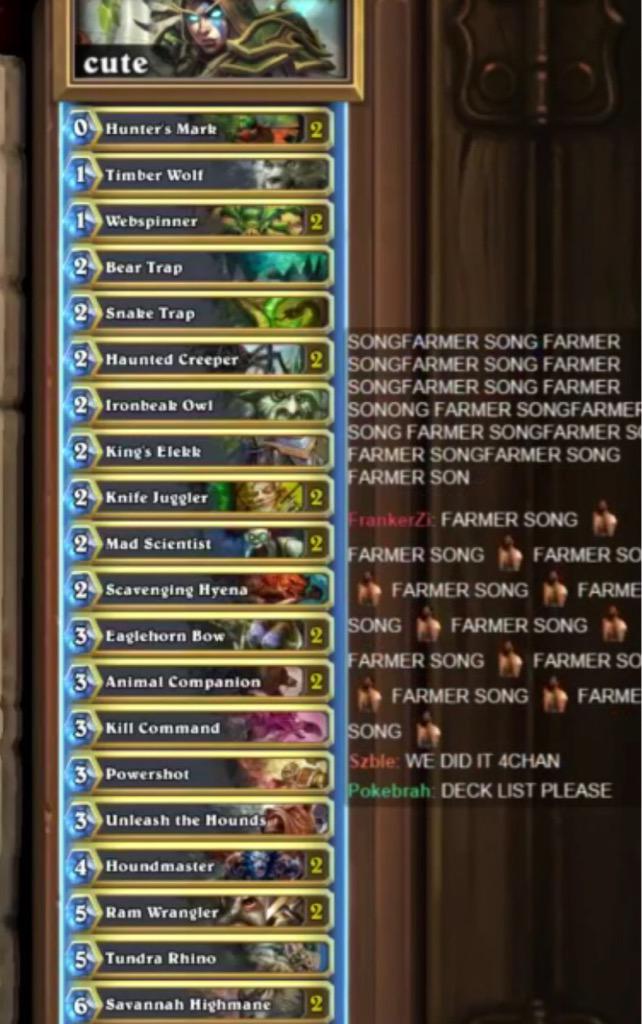 cute
0 Hunter's Mark 2
1 Timber Wolf
1 Webspinner 2
2 Bear Trap
2 Snake Trap
2 Haunted Creeper 2
2 Ironbeak Owl
2 King's Elekk
2 Knife Juggler 2
2 Mad Scientist 2
2 Scavenging Hyena
3 Eaglehorn Bow 2
3 Animal Companion 2
3 Kill Command
3 Powershot
3 Unleash the Hounds
4 Houndmaster 2
5 Ram Wrangler 2
5 Tundra Rhino
6 Savannah Highmane 2
SONGFARMER SONG FARMER
SONGFARMER SONG FARMER
SONGFARMER SONG FARMER
SONONG FARMER SONGFARMER
SONG FARMER SONGFARMER SO
FARMER SONGFARMER SONG
FARMER SON
FrankerZi: FARMER SONG
FARMER SONG FARMER SO
FARMER SONG FARME
SONG FARMER SONG
FARMER SONG FARMER SO
FARMER SONG FARME
SONG
Szble: WE DID IT 4CHAN
Pokebrah: DECK LIST PLEASE